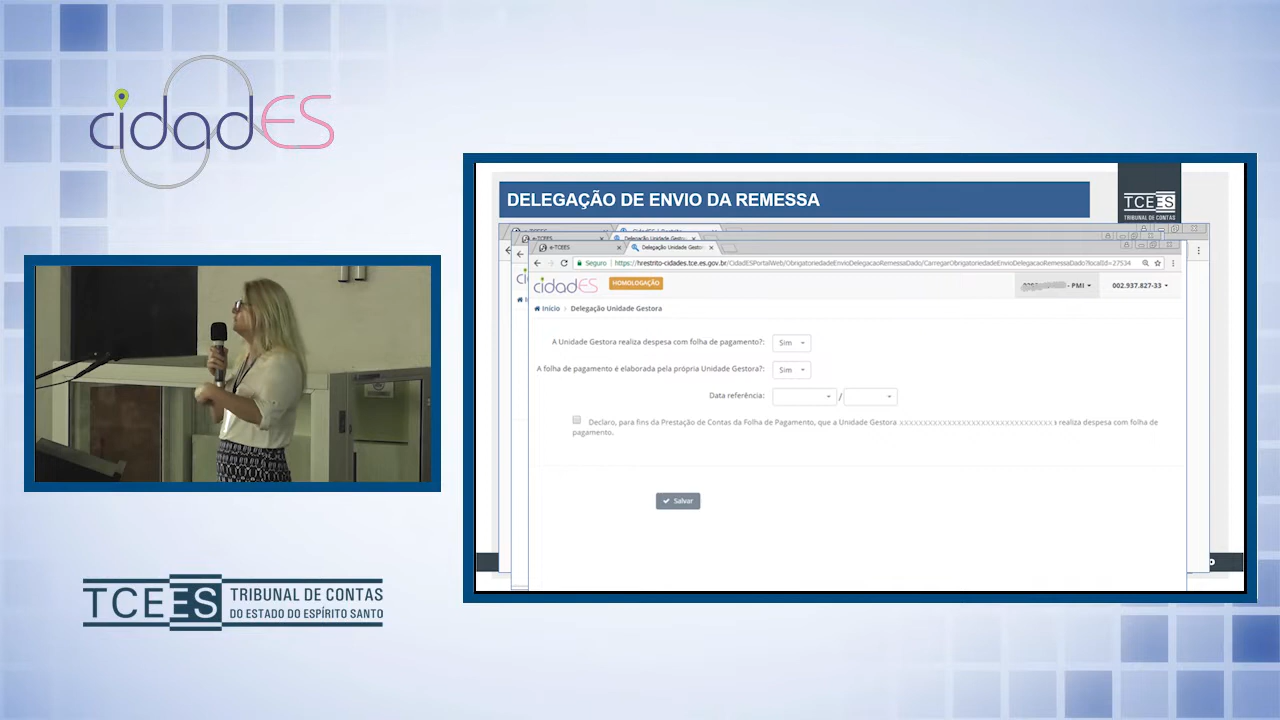 cidadES
DELEGAÇÃO DE ENVIO DA REMESSA
TCEES
TRIBUNAL DE CONTAS
e-TCEES
Delegação Unidade Gestor
Seguro
https://hrestrito-cidades.tce.es.gov.br/CidadESPortalWeb/ObrigatoriedadeEnvioDelegacaoRemessaDado/CarregarObrigatoriedadeEnvioDelegacaoRemessaDado?localId=27534
cidadES HOMOLOGAÇÃO
- PMI
002.937.827-33
Início > Delegação Unidade Gestora
A Unidade Gestora realiza despesa com folha de pagamento?: Sim
A folha de pagamento é elaborada pela própria Unidade Gestora?: Sim
Data referência: /
Declaro, para fins da Prestação de Contas da Folha de Pagamento, que a Unidade Gestora realiza despesa com folha de
pagamento.
Salvar
TCEES
TRIBUNAL DE CONTAS
DO ESTADO DO ESPÍRITO SANTO